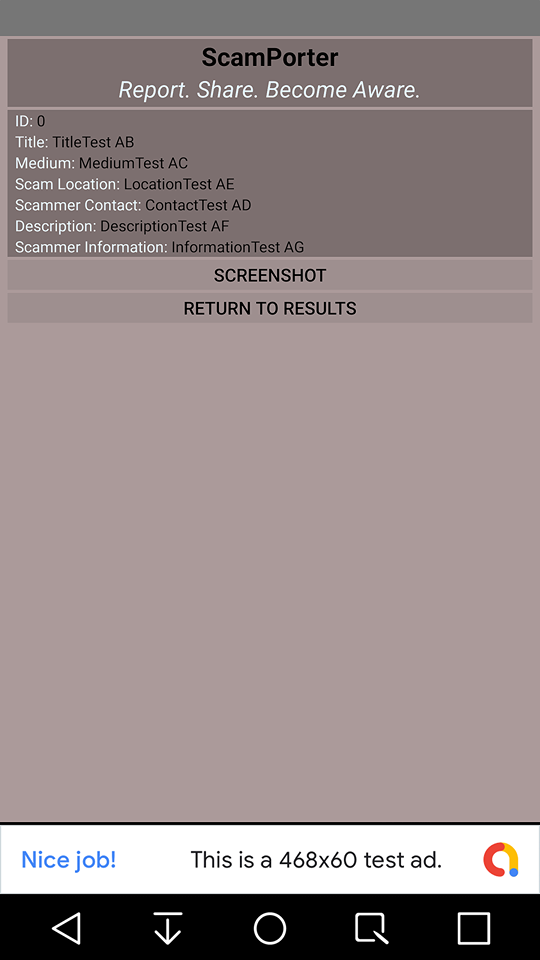 ScamPorter
Report. Share. Become Aware.
ID: 0
Title: TitleTest AB
Medium: MediumTest AC
Scam Location: LocationTest AE
Scammer Contact: ContactTest AD
Description: DescriptionTest AF
Scammer Information: InformationTest AG
SCREENSHOT
RETURN TO RESULTS
Nice job! This is a 468x60 test ad.